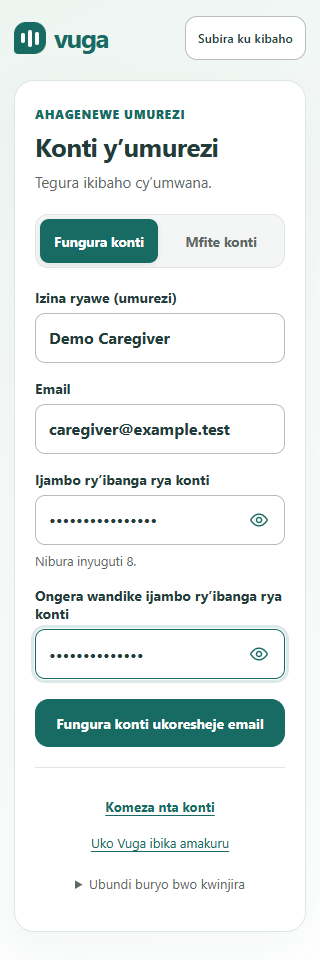 vuga
Subira ku kibaho
AHAGENEWE UMUREZI
Konti y’umurezi
Tegura ikibaho cy’umwana.
Fungura konti
Mfite konti
Izina ryawe (umurezi)
Demo Caregiver
Email
caregiver@example.test
Ijambo ry’ibanga rya konti
••••••••••••••••
Nibura inyuguti 8.
Ongera wandike ijambo ry’ibanga rya
konti
••••••••••••••
Fungura konti ukoresheje email
Komeza nta konti
Uko Vuga ibika amakuru
▶ Ubundi buryo bwo kwinjira